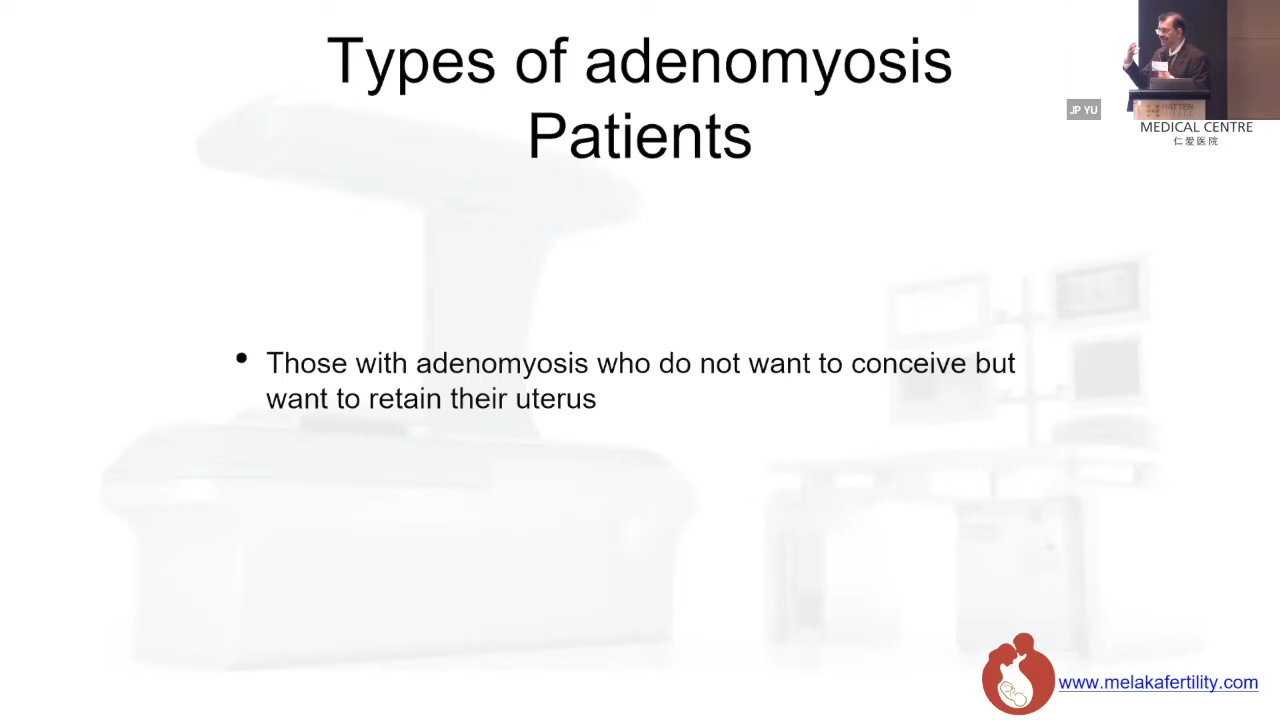 Types of adenomyosis
Patients
JP YU
MEDICAL CENTRE
仁爱医院
• Those with adenomyosis who do not want to conceive but
want to retain their uterus
www.melakafertility.com